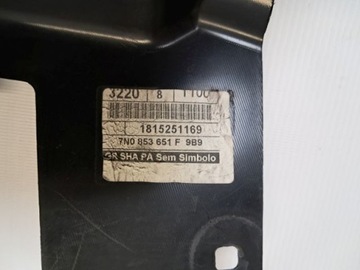 3220 8 1100
1815251169
7N0 853 651 F 9B9
GR SHA PA Sem Simbolo